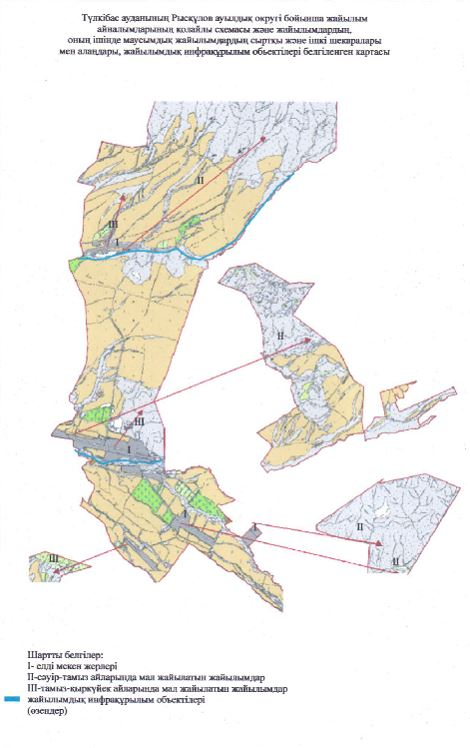 Түлкібас ауданының Рысқұлов ауылдық округі бойынша жайылым
айналымдарының қолайлы схемасы және жайылымдардың,
оның ішінде маусымдық жайылымдардың сыртқы және ішкі шекаралары
мен алаңдары, жайылымдық инфрақұрылым объектілері белгіленген картасы
II
III
I
II
III
I
I
I
II
III
II
Шартты белгілер:
I- елді мекен жерлері
II-сәуір-тамыз айларында мал жайылатын жайылымдар
III-тамыз-қыркүйек айларында мал жайылатын жайылымдар
жайылымдық инфрақұрылым объектілері
(өзендер)